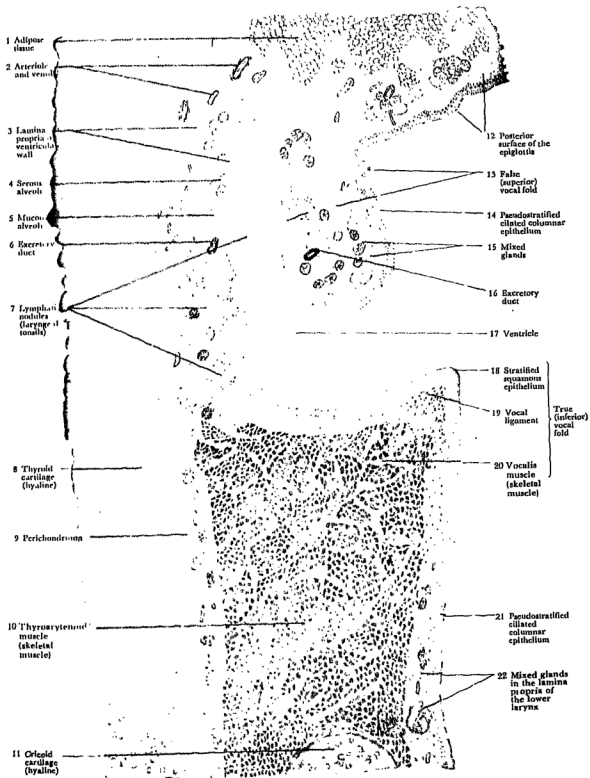 1 Adipose
tissue
2 Arteriole
and venule
3 Lamina
propria of
ventricular
wall
4 Serous
alveoli
5 Mucous
alveoli
6 Excretory
duct
7 Lymphatic
nodules
(laryngeal
tonsils)
8 Thyroid
cartilage
(hyaline)
9 Perichondrium
10 Thyroarytenoid
muscle
(skeletal
muscle)
11 Cricoid
cartilage
(hyaline)
12 Posterior
surface of the
epiglottis
13 False
(superior)
vocal fold
14 Pseudostratified
ciliated columnar
epithelium
15 Mixed
glands
16 Excretory
duct
17 Ventricle
18 Stratified
squamous
epithelium
19 Vocal
ligament
20 Vocalis
muscle
(skeletal
muscle)
True
(inferior)
vocal
fold
21 Pseudostratified
ciliated
columnar
epithelium
22 Mixed glands
in the lamina
propria of
the lower
larynx